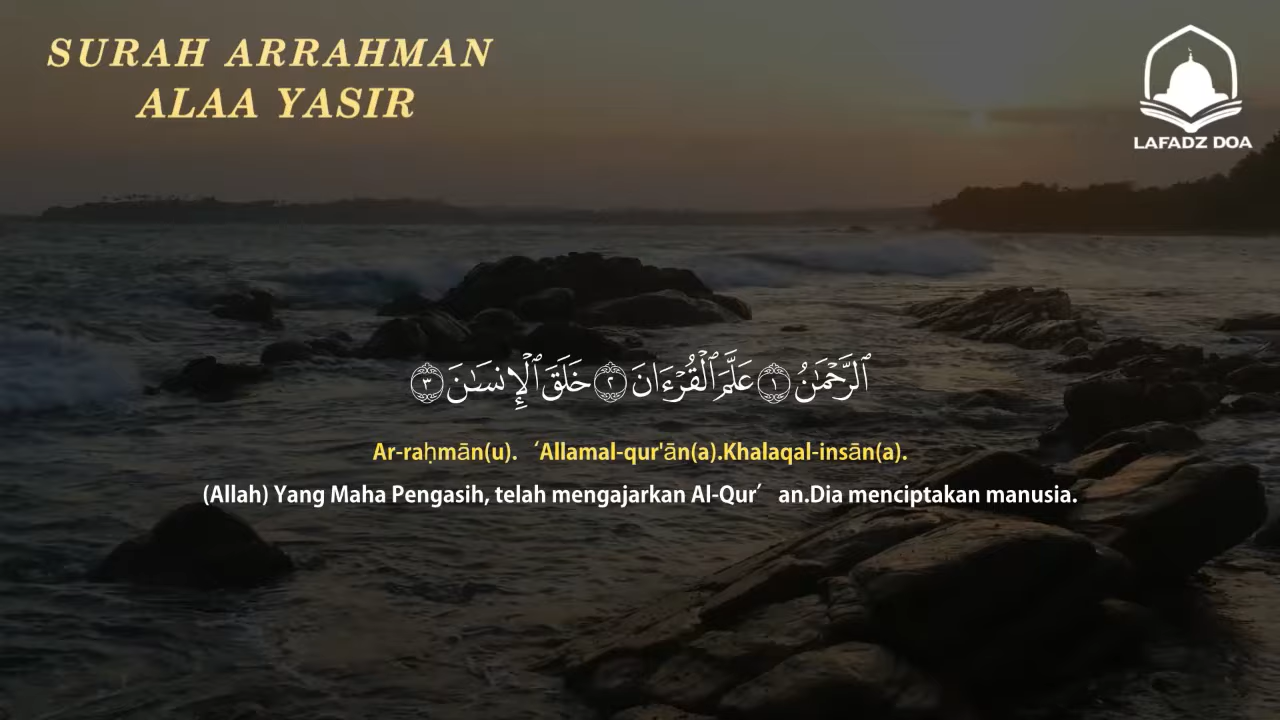 SURAH ARRAHMAN
ALAA YASIR
LAFADZ DOA
ٱلرَّحْمَـٰنُ ١ عَلَّمَ ٱلْقُرْءَانَ ٢ خَلَقَ ٱلْإِنسَـٰنَ ٣
Ar-raḥmān(u). ‘Allamal-qur'ān(a).Khalaqal-insān(a).
(Allah) Yang Maha Pengasih, telah mengajarkan Al-Qur’ an.Dia menciptakan manusia.